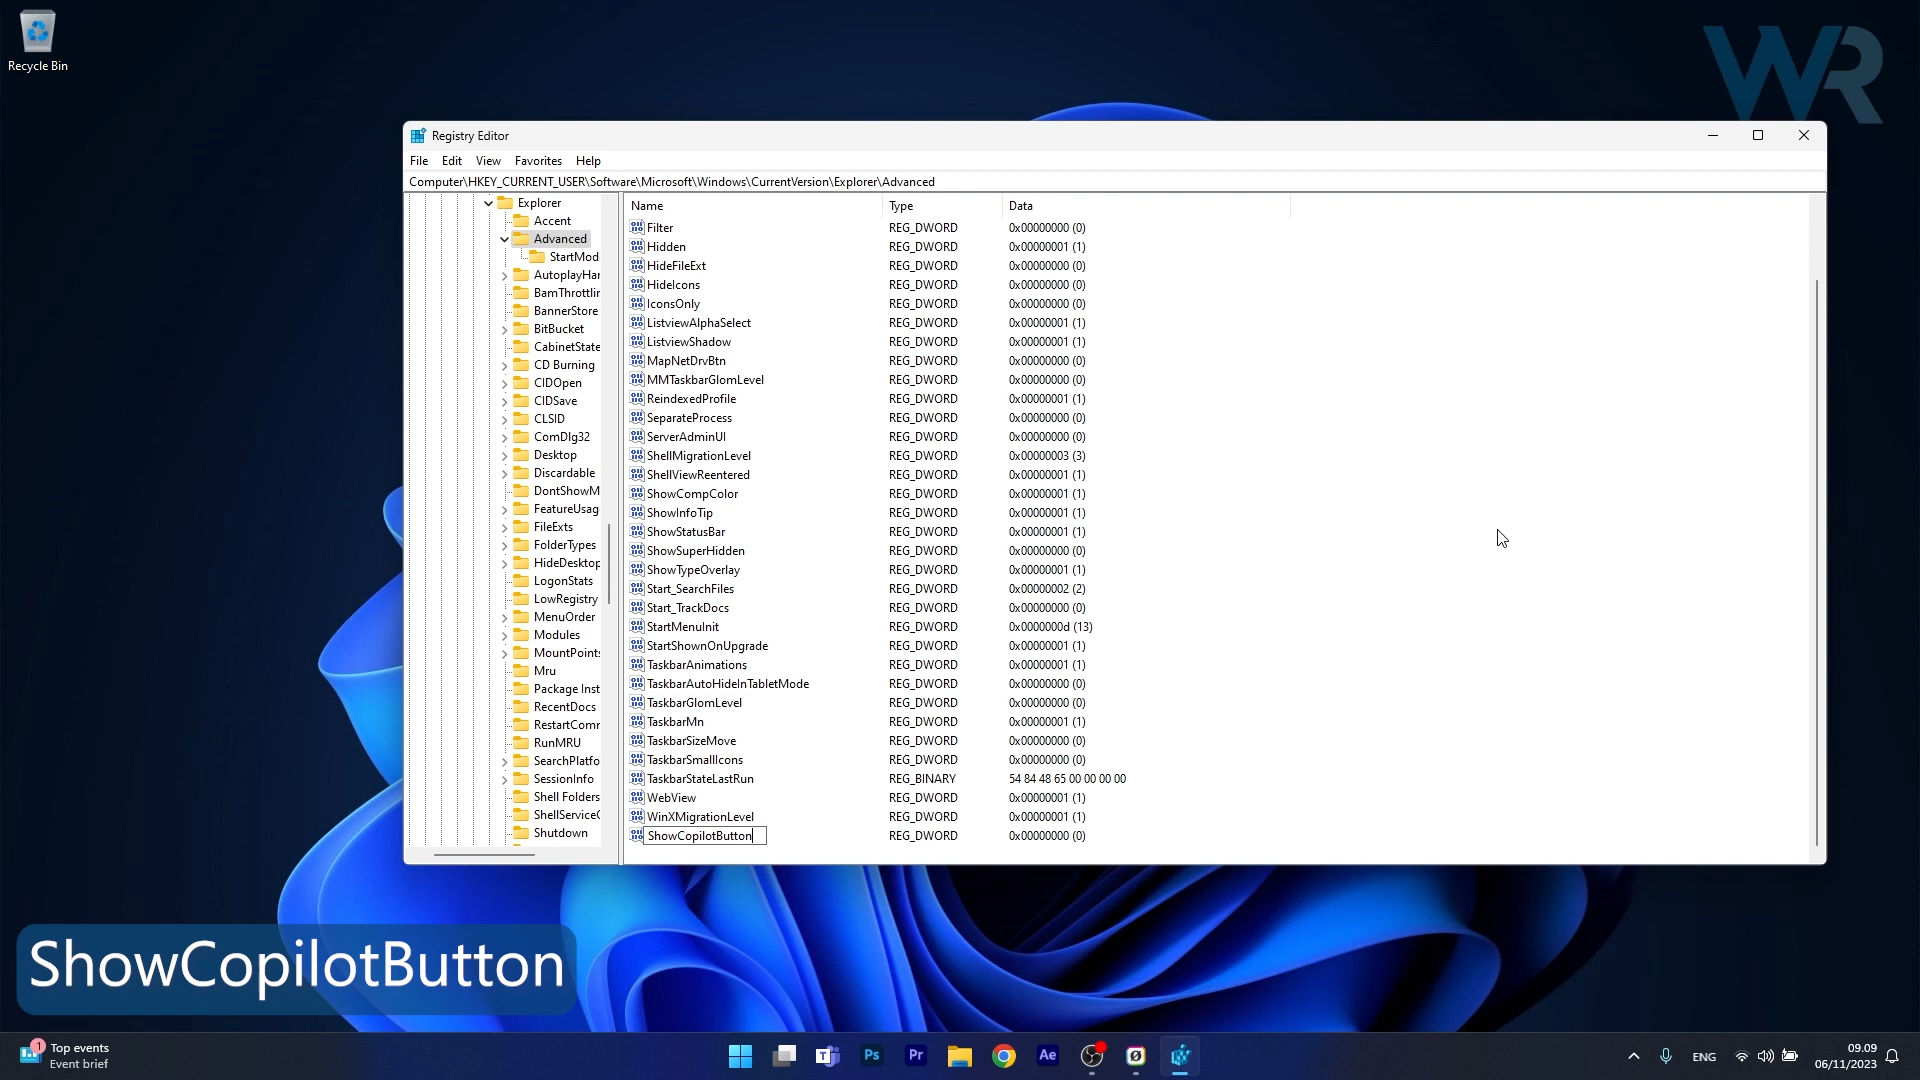 Recycle Bin
WR
Registry Editor
File Edit View Favorites Help
Computer\HKEY_CURRENT_USER\Software\Microsoft\Windows\CurrentVersion\Explorer\Advanced
Explorer
Accent
Advanced
StartMod
AutoplayHar
BamThrottlin
BannerStore
BitBucket
CabinetState
CD Burning
CIDOpen
CIDSave
CLSID
ComDlg32
Desktop
Discardable
DontShowM
FeatureUsag
FileExts
FolderTypes
HideDesktop
LogonStats
LowRegistry
MenuOrder
Modules
MountPoints
Mru
Package Inst
RecentDocs
RestartComr
RunMRU
SearchPlatfo
SessionInfo
Shell Folders
ShellServiceO
Shutdown
Name Type Data
Filter REG_DWORD 0x00000000 (0)
Hidden REG_DWORD 0x00000001 (1)
HideFileExt REG_DWORD 0x00000000 (0)
HideIcons REG_DWORD 0x00000000 (0)
IconsOnly REG_DWORD 0x00000000 (0)
ListviewAlphaSelect REG_DWORD 0x00000001 (1)
ListviewShadow REG_DWORD 0x00000001 (1)
MapNetDrvBtn REG_DWORD 0x00000000 (0)
MMTaskbarGlomLevel REG_DWORD 0x00000000 (0)
ReindexedProfile REG_DWORD 0x00000001 (1)
SeparateProcess REG_DWORD 0x00000000 (0)
ServerAdminUI REG_DWORD 0x00000000 (0)
ShellMigrationLevel REG_DWORD 0x00000003 (3)
ShellViewReentered REG_DWORD 0x00000001 (1)
ShowCompColor REG_DWORD 0x00000001 (1)
ShowInfoTip REG_DWORD 0x00000001 (1)
ShowStatusBar REG_DWORD 0x00000001 (1)
ShowSuperHidden REG_DWORD 0x00000000 (0)
ShowTypeOverlay REG_DWORD 0x00000001 (1)
Start_SearchFiles REG_DWORD 0x00000002 (2)
Start_TrackDocs REG_DWORD 0x00000000 (0)
StartMenuInit REG_DWORD 0x0000000d (13)
StartShownOnUpgrade REG_DWORD 0x00000001 (1)
TaskbarAnimations REG_DWORD 0x00000001 (1)
TaskbarAutoHideInTabletMode REG_DWORD 0x00000000 (0)
TaskbarGlomLevel REG_DWORD 0x00000000 (0)
TaskbarMn REG_DWORD 0x00000001 (1)
TaskbarSizeMove REG_DWORD 0x00000000 (0)
TaskbarSmallIcons REG_DWORD 0x00000000 (0)
TaskbarStateLastRun REG_BINARY 54 84 48 65 00 00 00 00
WebView REG_DWORD 0x00000001 (1)
WinXMigrationLevel REG_DWORD 0x00000001 (1)
ShowCopilotButton REG_DWORD 0x00000000 (0)
ShowCopilotButton
1
Top events
Event brief
T
Ps
Pr
Ae
ENG
09.09
06/11/2023